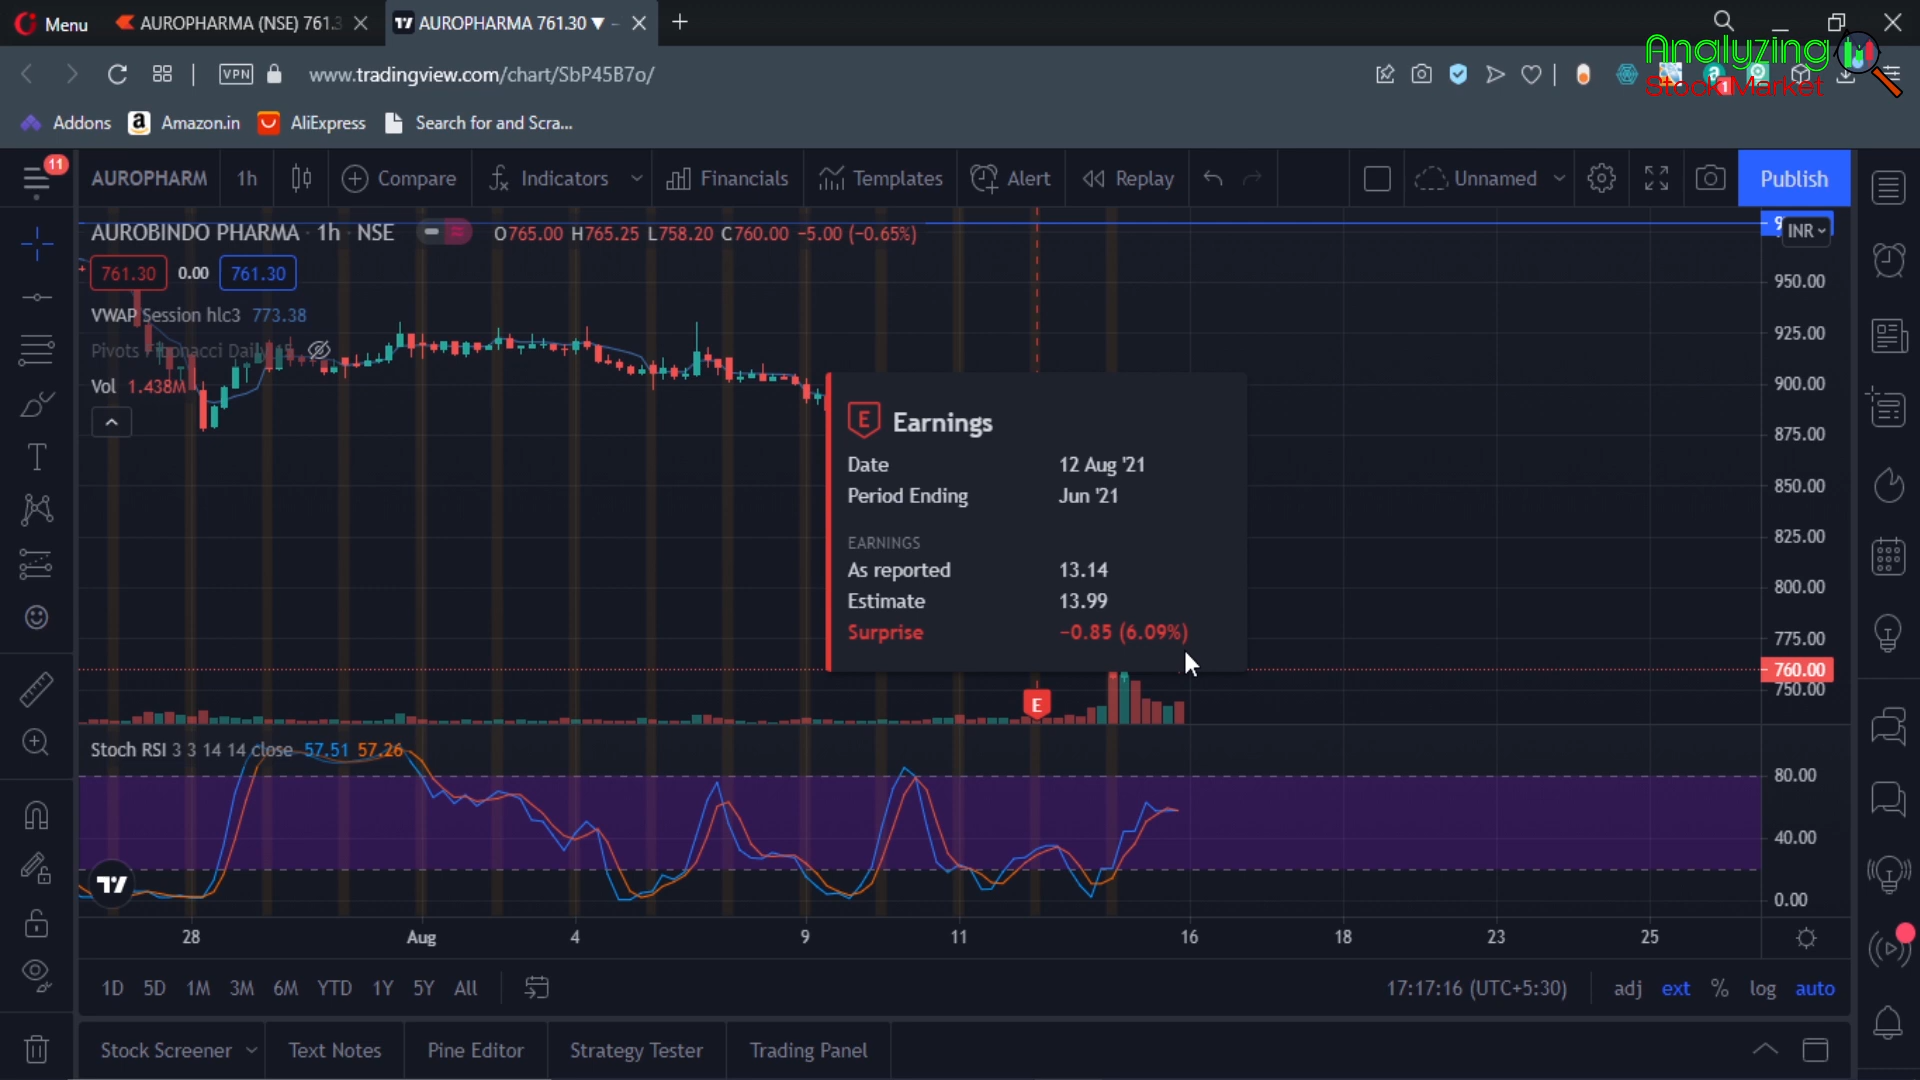 Menu
AUROPHARMA (NSE) 761.3
AUROPHARMA 761.30 ▼ -
Analyzing
Stock Market
VPN
www.tradingview.com/chart/SbP45B7o/
1
Addons
Amazon.in
AliExpress
Search for and Scra...
11
AUROPHARM
1h
Compare
Indicators
Financials
Templates
Alert
Replay
Unnamed
Publish
AUROBINDO PHARMA · 1h · NSE
O765.00 H765.25 L758.20 C760.00 −5.00 (−0.65%)
INR
761.30
0.00
761.30
950.00
VWAP Session hlc3 773.38
925.00
Pivots Fibonacci Daily 15
Vol 1.438M
900.00
875.00
850.00
825.00
800.00
775.00
760.00
750.00
E Earnings
Date 12 Aug '21
Period Ending Jun '21
EARNINGS
As reported 13.14
Estimate 13.99
Surprise −0.85 (6.09%)
E
Stoch RSI 3 3 14 14 close 57.51 57.26
80.00
40.00
0.00
28 Aug 4 9 11 16 18 23 25
1D 5D 1M 3M 6M YTD 1Y 5Y All
17:17:16 (UTC+5:30)
adj ext % log auto
Stock Screener
Text Notes
Pine Editor
Strategy Tester
Trading Panel